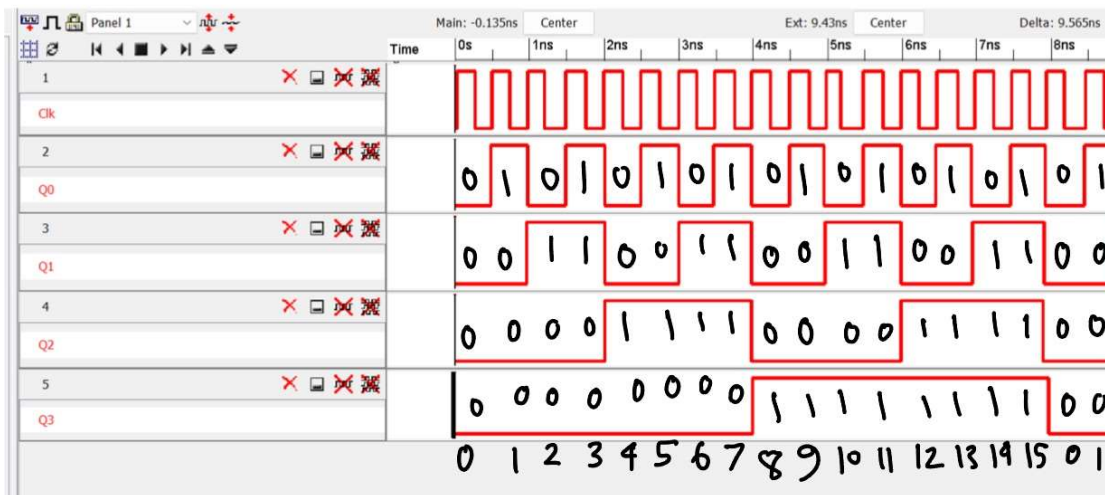 Panel 1
Main: -0.135ns Center Ext: 9.43ns Center Delta: 9.565ns
Time 0s 1ns 2ns 3ns 4ns 5ns 6ns 7ns 8ns
1
Clk
2
Q0
0 1 0 1 0 1 0 1 0 1 0 1 0 1 0 1 0 1
3
Q1
0 0 1 1 0 0 1 1 0 0 1 1 0 0 1 1 0 0
4
Q2
0 0 0 0 1 1 1 1 0 0 0 0 1 1 1 1 0 0
5
Q3
0 0 0 0 0 0 0 0 1 1 1 1 1 1 1 1 0 0
0 1 2 3 4 5 6 7 8 9 10 11 12 13 14 15 0 1